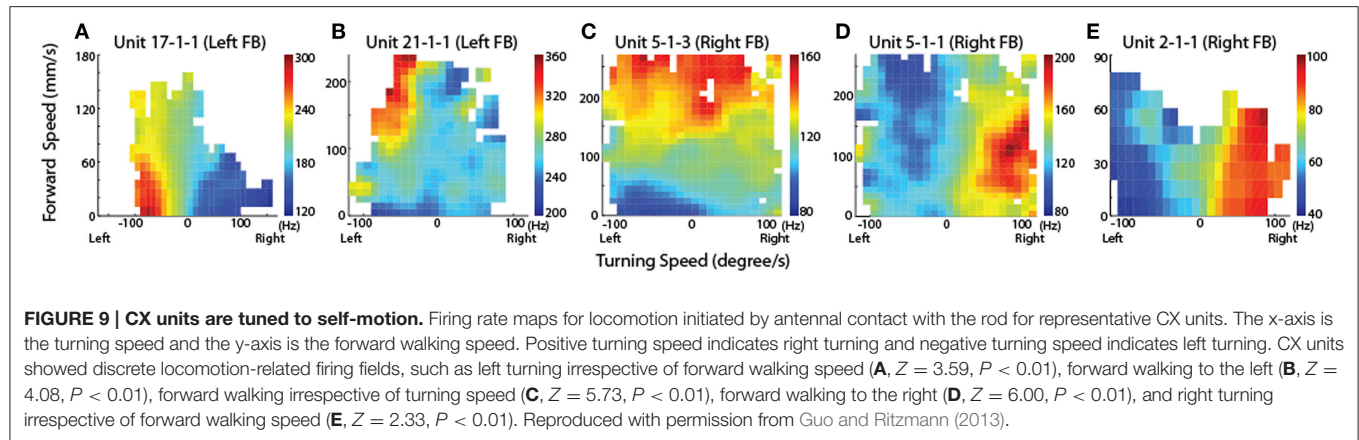 A B C D E
Unit 17-1-1 (Left FB) Unit 21-1-1 (Left FB) Unit 5-1-3 (Right FB) Unit 5-1-1 (Right FB) Unit 2-1-1 (Right FB)
Forward Speed (mm/s)
180 140 100 60 20 0
300 240 180 120
-100 0 100 (Hz)
Left Right
200 100 0
360 320 280 240 200
-100 0 100 (Hz)
Left Right
200 100 0
160 120 80
-100 0 100 (Hz)
Left Right
200 100 0
200 160 120 80
-100 0 100 (Hz)
Left Right
90 60 30 0
100 80 60 40
-100 0 100 (Hz)
Left Right
Turning Speed (degree/s)
FIGURE 9 | CX units are tuned to self-motion. Firing rate maps for locomotion initiated by antennal contact with the rod for representative CX units. The x-axis is
the turning speed and the y-axis is the forward walking speed. Positive turning speed indicates right turning and negative turning speed indicates left turning. CX units
showed discrete locomotion-related firing fields, such as left turning irrespective of forward walking speed (A, Z = 3.59, P < 0.01), forward walking to the left (B, Z =
4.08, P < 0.01), forward walking irrespective of turning speed (C, Z = 5.73, P < 0.01), forward walking to the right (D, Z = 6.00, P < 0.01), and right turning
irrespective of forward walking speed (E, Z = 2.33, P < 0.01). Reproduced with permission from Guo and Ritzmann (2013).